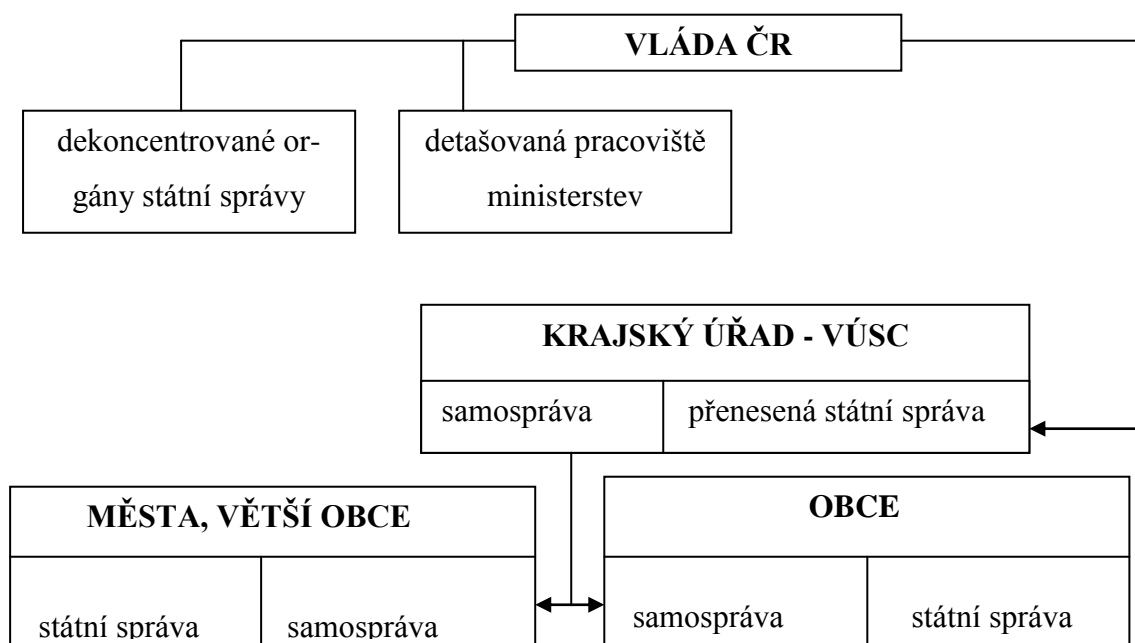 VLÁDA ČR
dekoncentrované or-
gány státní správy
detašovaná pracoviště
ministerstev
KRAJSKÝ ÚŘAD - VÚSC
samospráva
přenesená státní správa
MĚSTA, VĚTŠÍ OBCE
státní správa
samospráva
OBCE
samospráva
státní správa